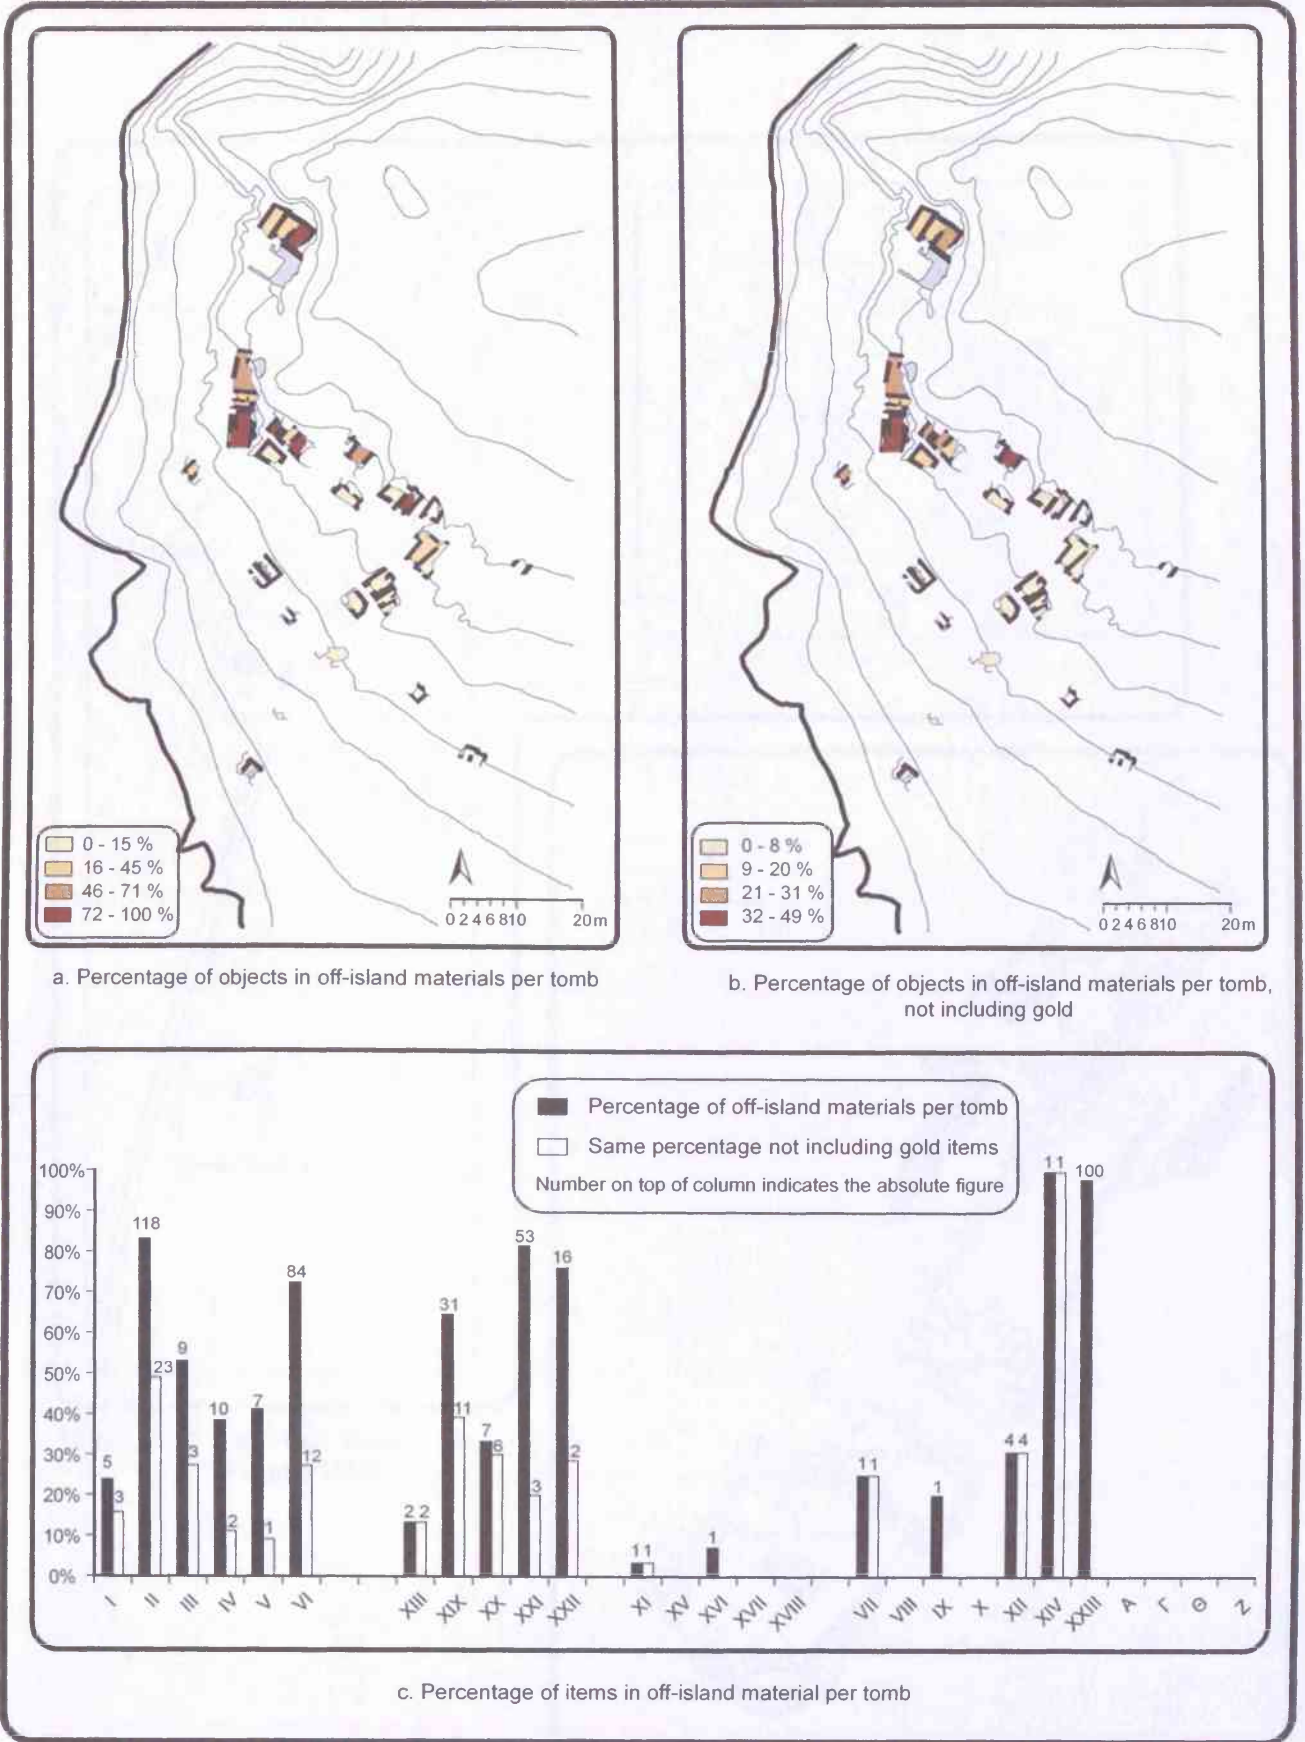 0 - 15 %
16 - 45 %
46 - 71 %
72 - 100 %
0 2 4 6 8 10 20 m
a. Percentage of objects in off-island materials per tomb
0 - 8 %
9 - 20 %
21 - 31 %
32 - 49 %
0 2 4 6 8 10 20 m
b. Percentage of objects in off-island materials per tomb,
not including gold
Percentage of off-island materials per tomb
Same percentage not including gold items
Number on top of column indicates the absolute figure
100%
90%
80%
70%
60%
50%
40%
30%
20%
10%
0%
5 3 118 23 9 3 10 2 7 1 84 12 2 2 31 11 7 6 53 3 16 2 1 1 1 1 1 1 4 4 1 1 100
I II III IV V VI XIII XIX XX XXI XXII XI XV XVI XVII XVIII VII VIII IX X XII XIV XXIII A Γ Θ Z
c. Percentage of items in off-island material per tomb